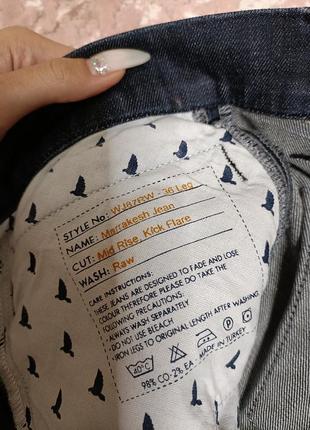 STYLE No: WJ8ZRW - 36 Leg
NAME: Marrakesh Jean
CUT: Mid Rise, Kick Flare
WASH: Raw
CARE INSTRUCTIONS:
THESE JEANS ARE DESIGNED TO FADE AND LOSE
COLOUR THEREFORE PLEASE DO TAKE THE
FOLLOWING PRECAUTIONS:
- ALWAYS WASH SEPARATELY
- DO NOT USE BLEACH
- IRON LEGS TO ORIGINAL LENGTH AFTER WASHING
40°C
98% CO-2% EA
MADE IN TURKEY